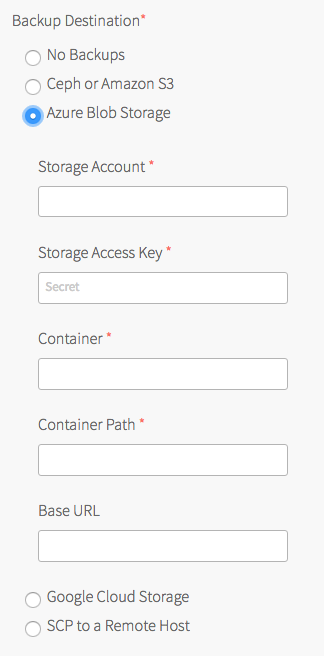 Backup Destination*
No Backups
Ceph or Amazon S3
Azure Blob Storage
Storage Account *
Storage Access Key *
Secret
Container *
Container Path *
Base URL
Google Cloud Storage
SCP to a Remote Host